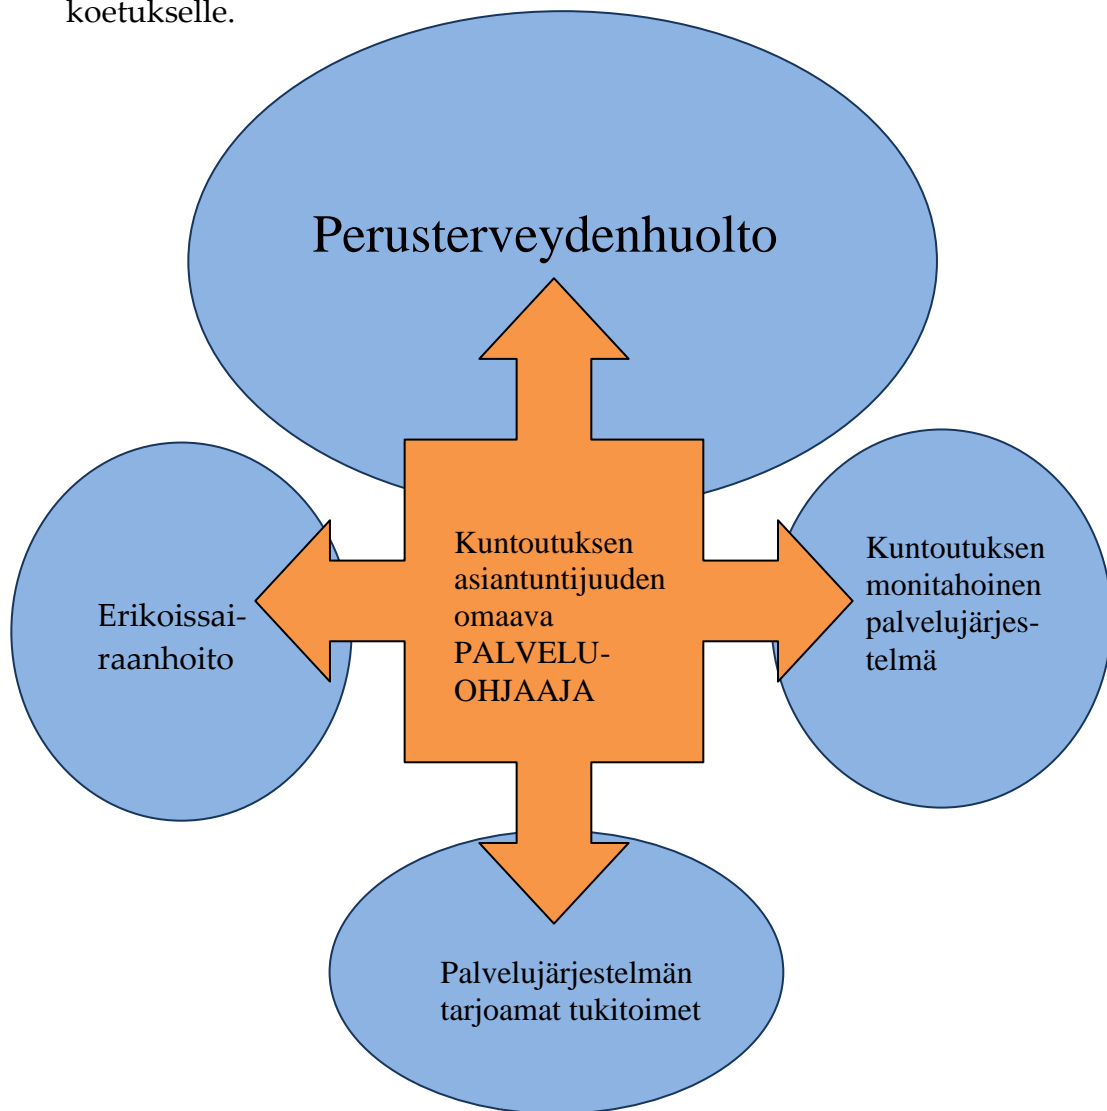 koetukselle.
Perusterveydenhuolto
Kuntoutuksen
asiantuntijuuden
omaava
PALVELU-
OHJAAJA
Erikoissai-
raanhoito
Kuntoutuksen
monitahoinen
palvelujärjes-
telmä
Palvelujärjestelmän
tarjoamat tukitoimet